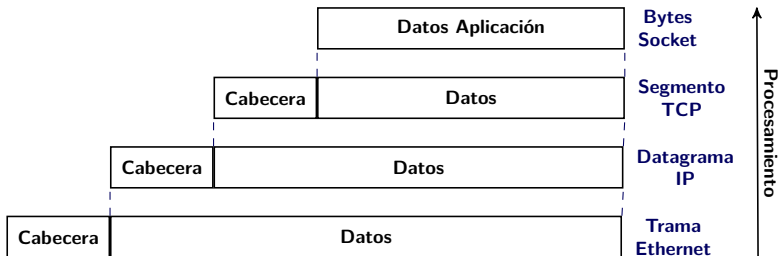 Datos Aplicación
Bytes
Socket
Cabecera
Datos
Segmento
TCP
Cabecera
Datos
Datagrama
IP
Cabecera
Datos
Trama
Ethernet
Procesamiento